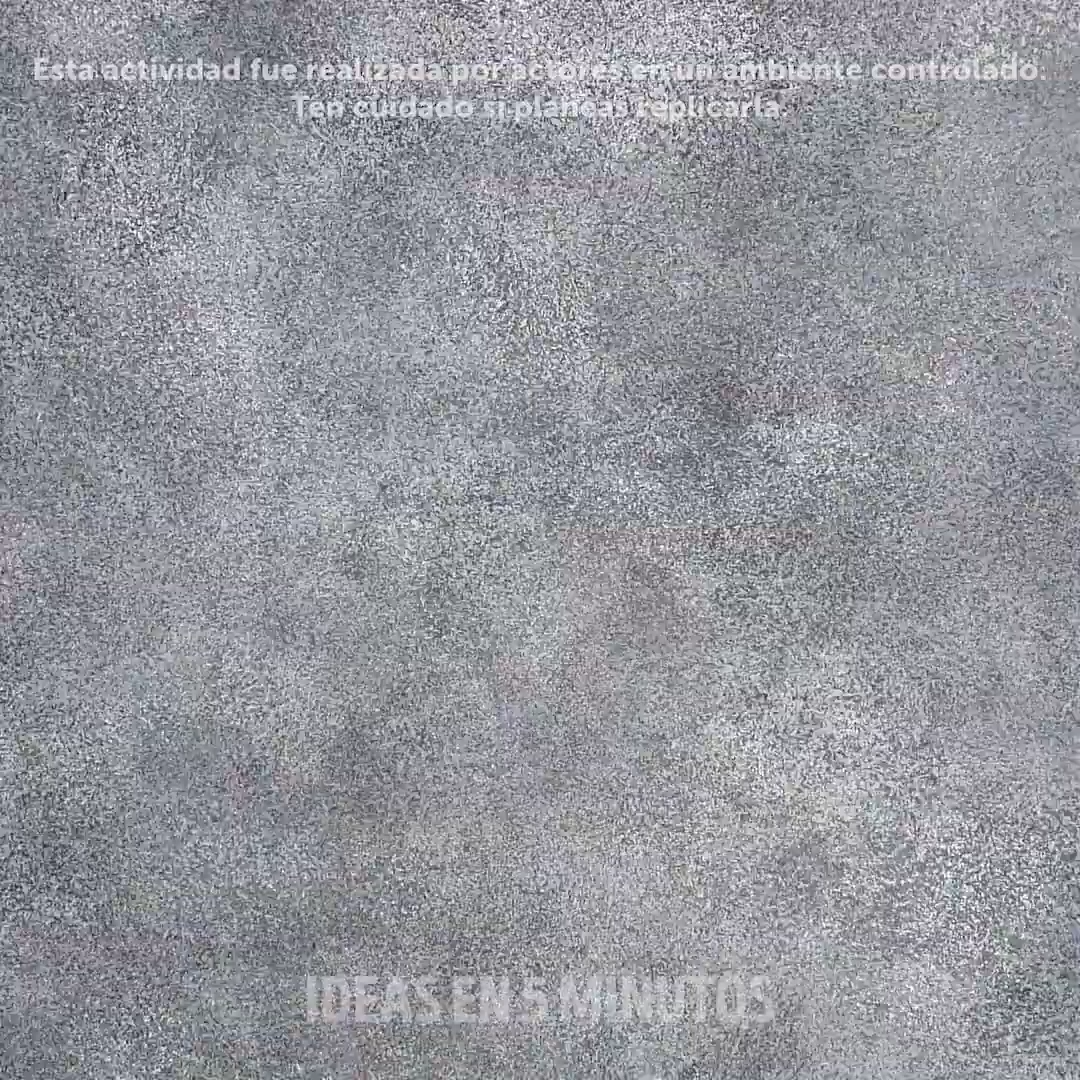 Esta actividad fue realizada por actores en un ambiente controlado.
Ten cuidado si planeas replicarla.
IDEAS EN 5 MINUTOS